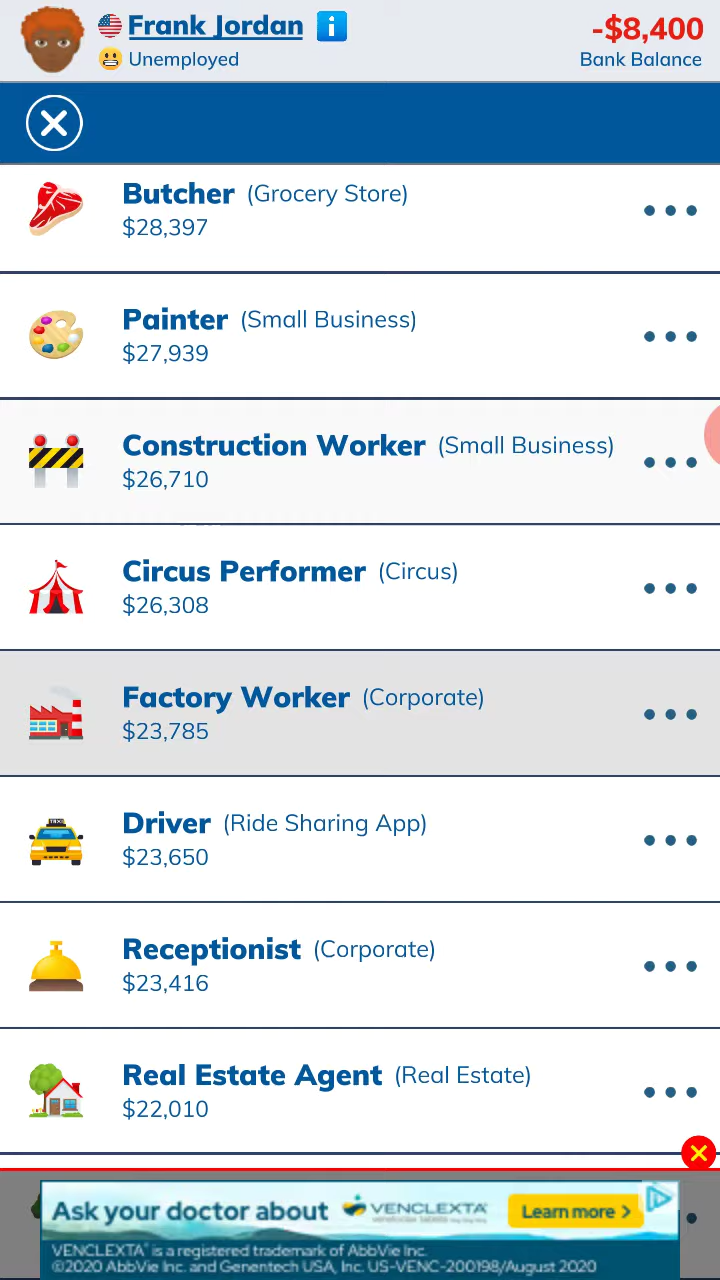 Frank Jordan
-$8,400
Unemployed
Bank Balance
Butcher (Grocery Store)
$28,397
Painter (Small Business)
$27,939
Construction Worker (Small Business)
$26,710
Circus Performer (Circus)
$26,308
Factory Worker (Corporate)
$23,785
Driver (Ride Sharing App)
$23,650
Receptionist (Corporate)
$23,416
Real Estate Agent (Real Estate)
$22,010
Ask your doctor about VENCLEXTA Learn more >
VENCLEXTA® is a registered trademark of AbbVie Inc.
©2020 AbbVie Inc. and Genentech USA, Inc. US-VENC-200198/August 2020